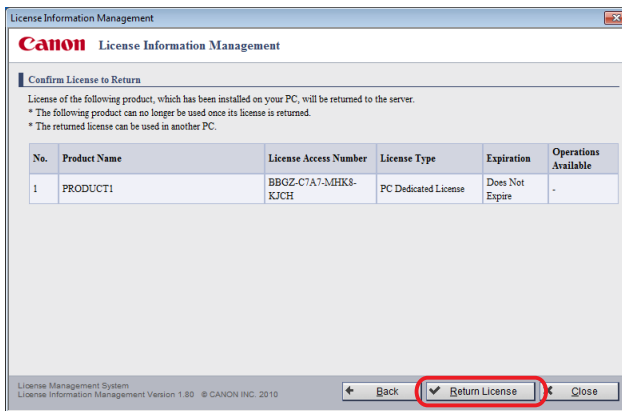 License Information Management
Canon License Information Management
Confirm License to Return
License of the following product, which has been installed on your PC, will be returned to the server.
* The following product can no longer be used once its license is returned.
* The returned license can be used in another PC.
No. Product Name License Access Number License Type Expiration Operations Available
1 PRODUCT1 BBGZ-C7A7-MHK8-KJCH PC Dedicated License Does Not Expire -
License Management System
License Information Management Version 1.80 © CANON INC. 2010
Back Return License Close